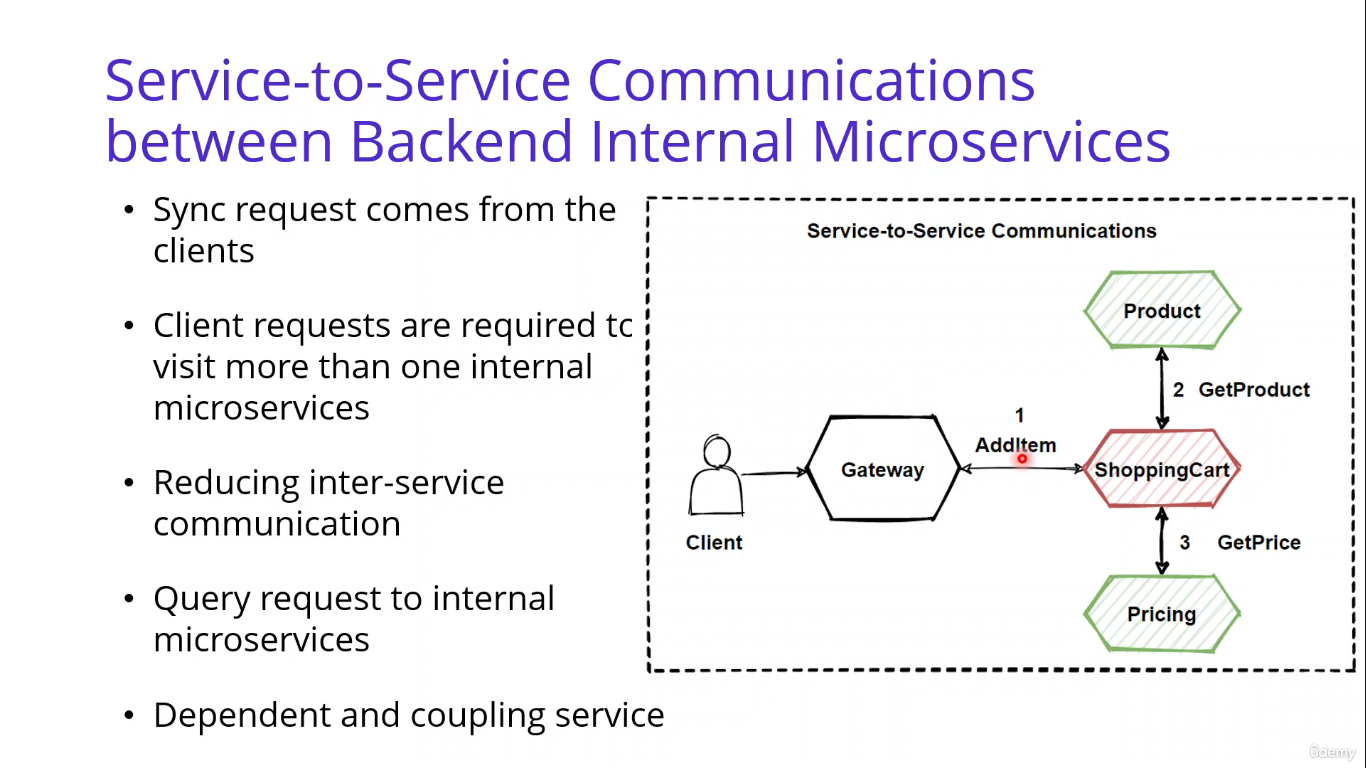 Service-to-Service Communications
between Backend Internal Microservices
• Sync request comes from the
clients
• Client requests are required to
visit more than one internal
microservices
• Reducing inter-service
communication
• Query request to internal
microservices
• Dependent and coupling service
Service-to-Service Communications
Product
2 GetProduct
1
AddItem
Gateway
ShoppingCart
Client
3 GetPrice
Pricing
ûdemy